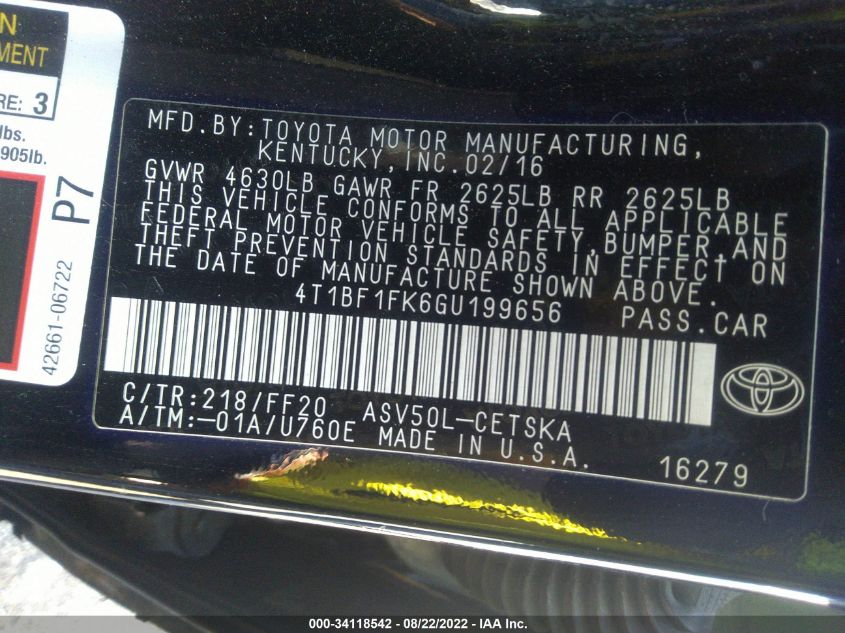 N
MENT
RE: 3
lbs.
905lb.
P7
42661-06722
MFD.BY:TOYOTA MOTOR MANUFACTURING,
KENTUCKY,INC.02/16
GVWR 4630LB GAWR FR 2625LB RR 2625LB
THIS VEHICLE CONFORMS TO ALL APPLICABLE
FEDERAL MOTOR VEHICLE SAFETY,BUMPER,AND
THEFT PREVENTION STANDARDS IN EFFECT ON
THE DATE OF MANUFACTURE SHOWN ABOVE.
4T1BF1FK6GU199656 PASS.CAR
C/TR:218/FF20 ASV50L-CETSKA
A/TM:-01A/U760E MADE IN U.S.A.
16279
000-34118542 - 08/22/2022 - IAA Inc.